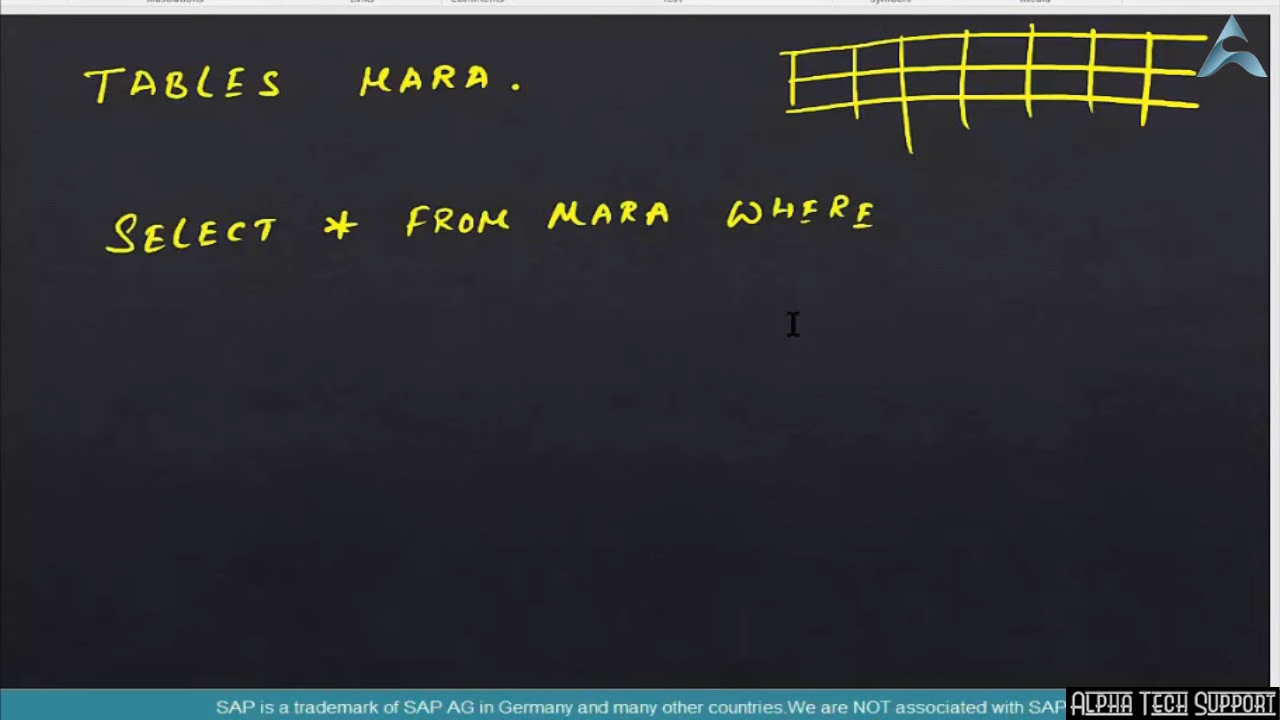 TABLES MARA.
SELECT * FROM MARA WHERE
SAP is a trademark of SAP AG in Germany and many other countries.We are NOT associated with SAP
ALPHA TECH SUPPORT